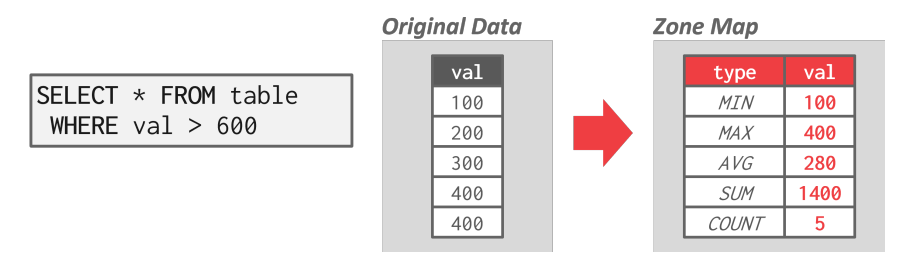 Original Data
Zone Map
SELECT * FROM table
WHERE val > 600
val
100
200
300
400
400
type val
MIN 100
MAX 400
AVG 280
SUM 1400
COUNT 5